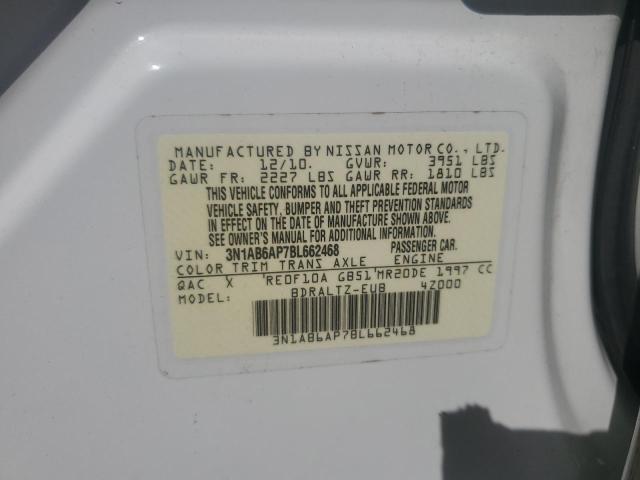 MANUFACTURED BY NISSAN MOTOR CO., LTD.
DATE: 12/10. GVWR: 3951 LBS
GAWR FR: 2227 LBS GAWR RR: 1810 LBS
THIS VEHICLE CONFORMS TO ALL APPLICABLE FEDERAL MOTOR
VEHICLE SAFETY, BUMPER AND THEFT PREVENTION STANDARDS
IN EFFECT ON THE DATE OF MANUFACTURE SHOWN ABOVE.
SEE OWNER'S MANUAL FOR ADDITIONAL INFORMATION.
VIN: 3N1AB6AP7BL662468 PASSENGER CAR.
COLOR TRIM TRANS AXLE ENGINE
QAC X RE0F10A GB51 MR20DE 1997 CC
MODEL: BDRALTZ-EUB 4Z000
3N1AB6AP7BL662468